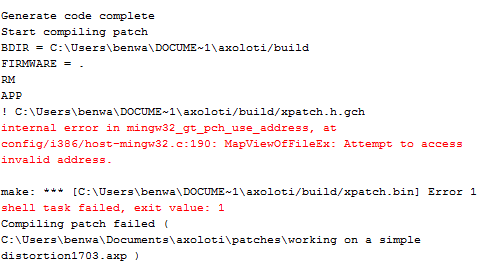 Generate code complete
Start compiling patch
BDIR = C:\Users\benwa\DOCUME~1\axoloti/build
FIRMWARE = .
RM
APP
! C:\Users\benwa\DOCUME~1\axoloti/build/xpatch.h.gch
internal error in mingw32_gt_pch_use_address, at
config/i386/host-mingw32.c:190: MapViewOfFileEx: Attempt to access
invalid address.
make: *** [C:\Users\benwa\DOCUME~1\axoloti/build/xpatch.bin] Error 1
shell task failed, exit value: 1
Compiling patch failed (
C:\Users\benwa\Documents\axoloti\patches\working on a simple
distortion1703.axp )